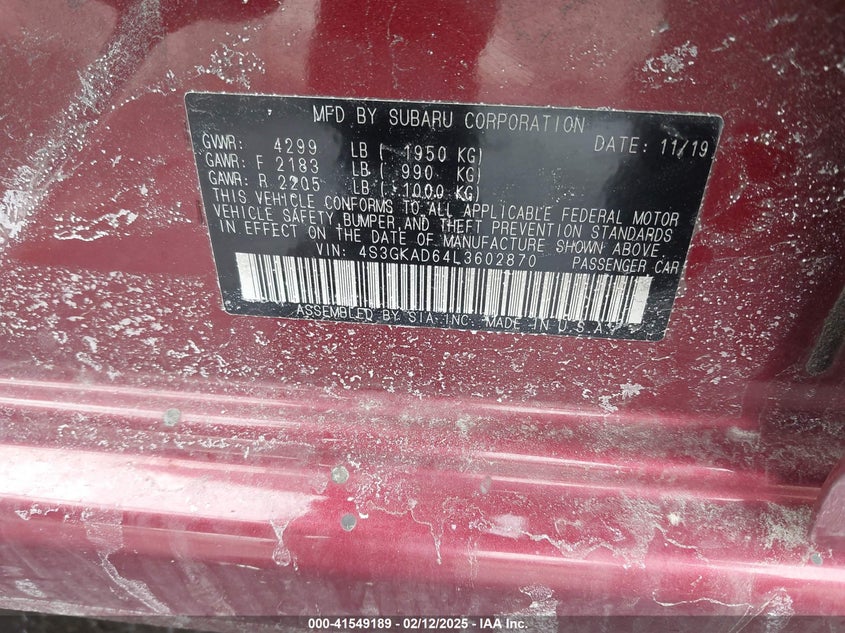 MFD BY SUBARU CORPORATION
DATE: 11/19
GVWR: 4299 LB ( 1950 KG)
GAWR: F 2183 LB ( 990 KG)
GAWR: R 2205 LB ( 1000 KG)
THIS VEHICLE CONFORMS TO ALL APPLICABLE FEDERAL MOTOR
VEHICLE SAFETY, BUMPER AND THEFT PREVENTION STANDARDS
IN EFFECT ON THE DATE OF MANUFACTURE SHOWN ABOVE
VIN: 4S3GKAD64L3602870 PASSENGER CAR
ASSEMBLED BY SIA, INC. MADE IN U.S.A.
000-41549189 - 02/12/2025 - IAA Inc.